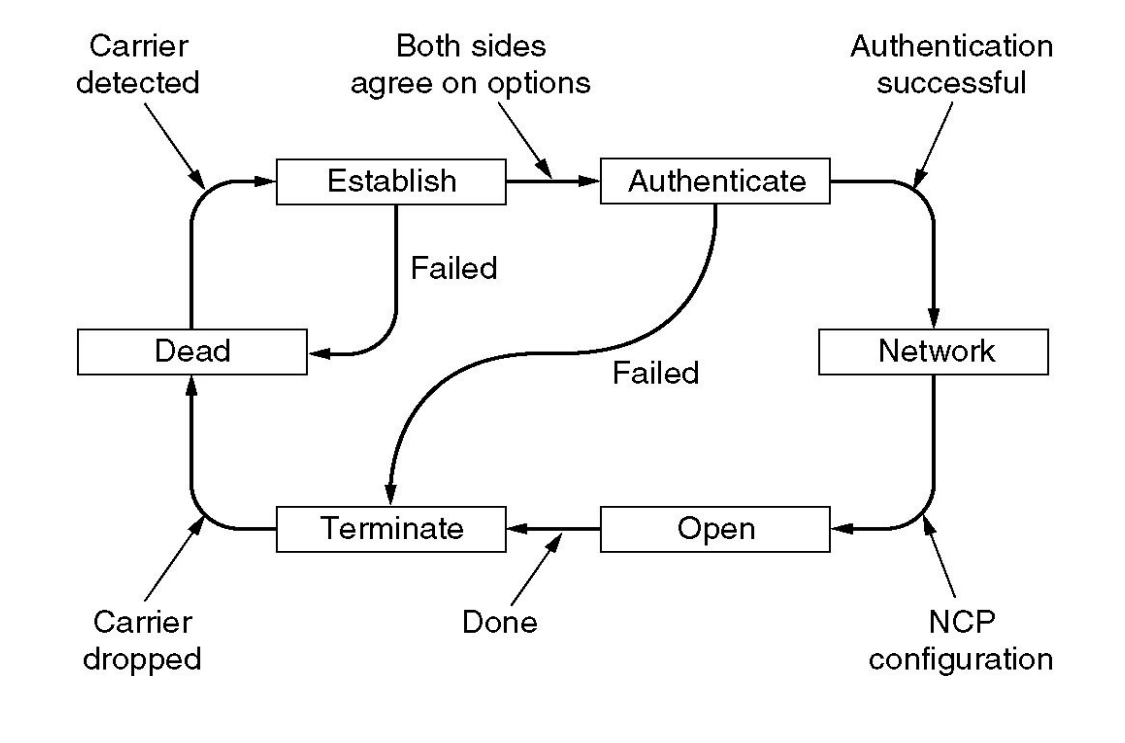 Carrier
detected
Both sides
agree on options
Authentication
successful
Establish
Authenticate
Failed
Dead
Network
Failed
Terminate
Open
Carrier
dropped
Done
NCP
configuration